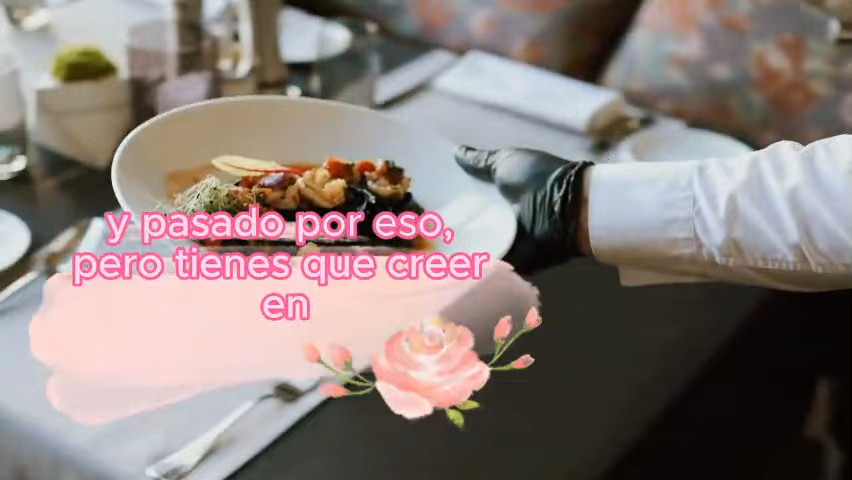 y pasado por eso,
pero tienes que creer
en